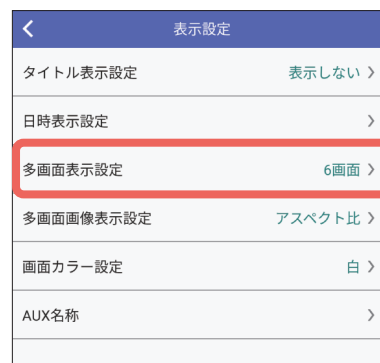 表示設定
タイトル表示設定 表示しない
日時表示設定
多画面表示設定 6画面
多画面画像表示設定 アスペクト比
画面カラー設定 白
AUX名称